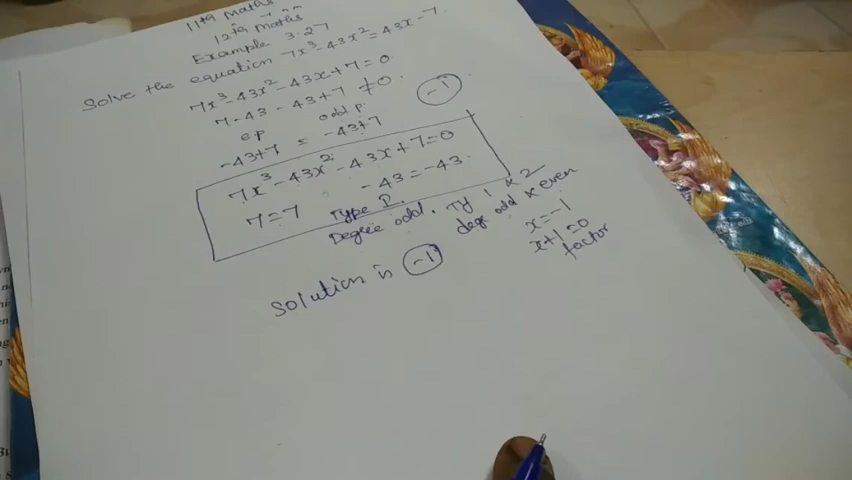 11th Maths
12th Maths
Example 3.27
Solve the equation 7x³-43x²=43x-7.
7x³-43x²-43x+7=0
7-43-43+7≠0.
-1
e.p odd p.
-43+7 = -43+7
7x³-43x²-43x+7=0
7=7 -43=-43.
Type I.
Degree odd. Ty 1 × 2
degr odd × even
x=-1
x+1=0
factor
Solution is -1